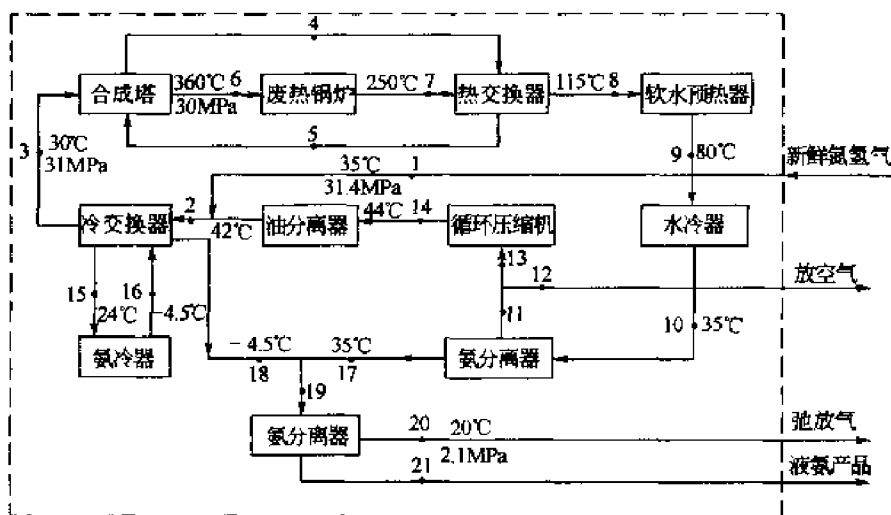 4
合成塔
360℃ 6
30MPa
废热锅炉
250℃ 7
热交换器
115℃ 8
软水预热器
3
30℃
31MPa
5
35℃
1
31.4MPa
9
80℃
新鲜氮氢气
冷交换器
2
42℃
油分离器
44℃
14
循环压缩机
水冷器
13
12
放空气
15
16
24℃
-4.5℃
11
10
35℃
氨冷器
-4.5℃
18
35℃
17
氨分离器
19
氨分离器
20
20℃
2.1MPa
弛放气
21
液氨产品